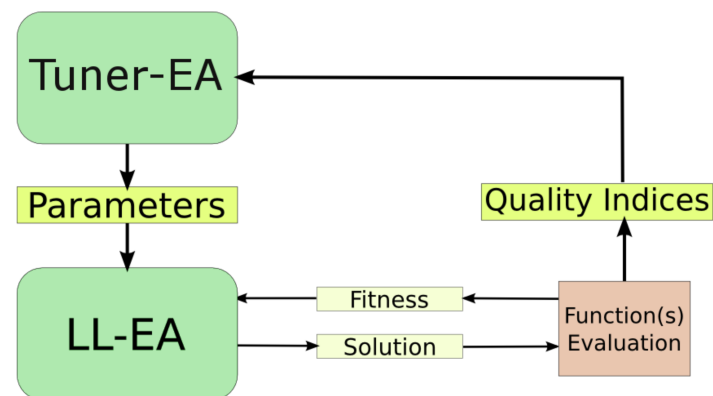 Tuner-EA
Parameters
Quality Indices
LL-EA
Fitness
Solution
Function(s)
Evaluation